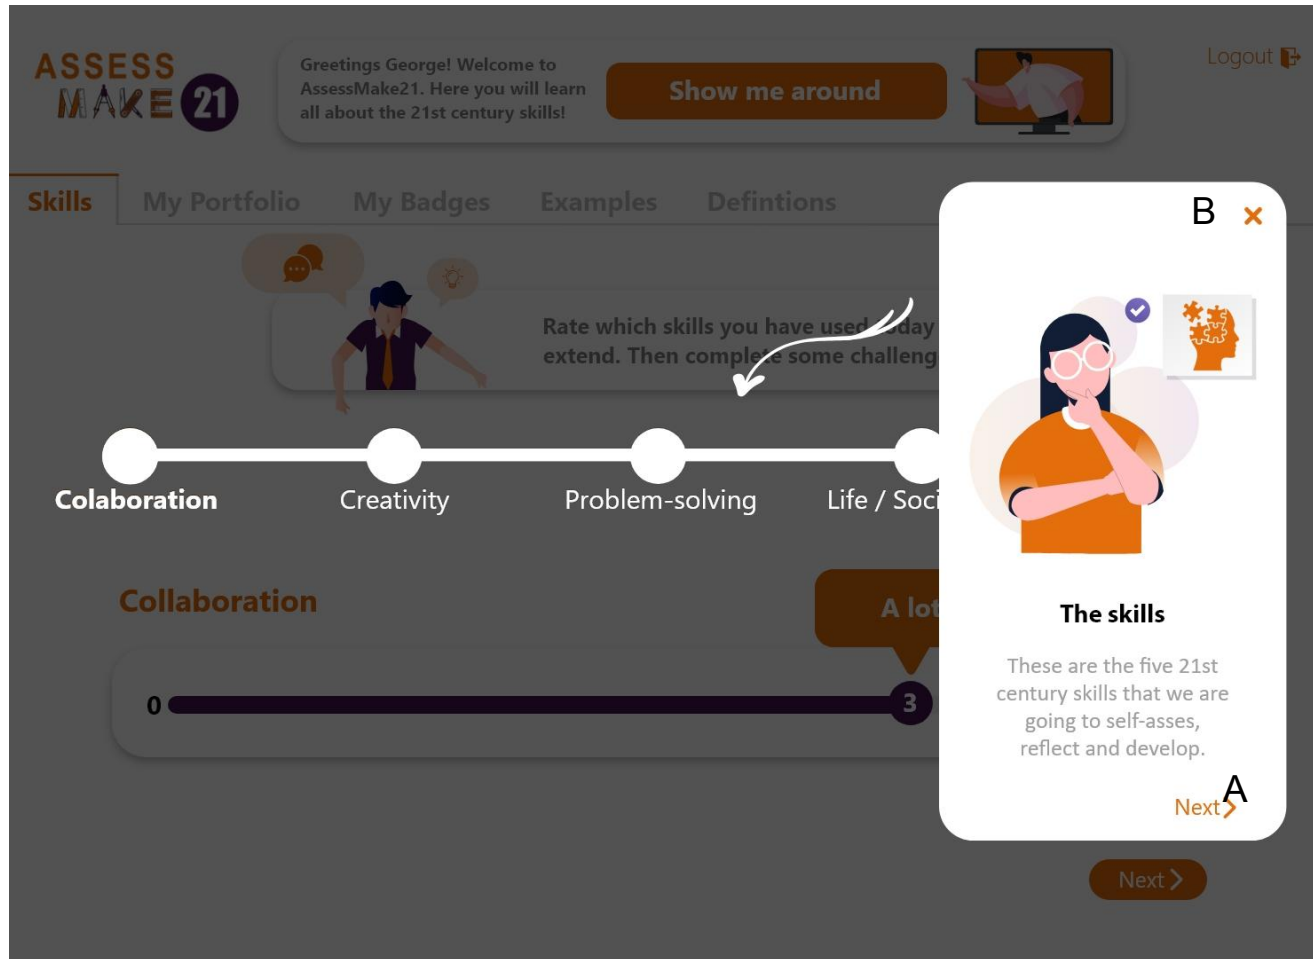 ASSESS
MAKE 21
Greetings George! Welcome to
AssessMake21. Here you will learn
all about the 21st century skills!
Show me around
Logout
Skills
My Portfolio
My Badges
Examples
Defintions
B
Rate which skills you have used today
extend. Then complete some challeng
Colaboration
Creativity
Problem-solving
Life / Soci
Collaboration
A lot
0
3
The skills
These are the five 21st
century skills that we are
going to self-asses,
reflect and develop.
A
Next
Next